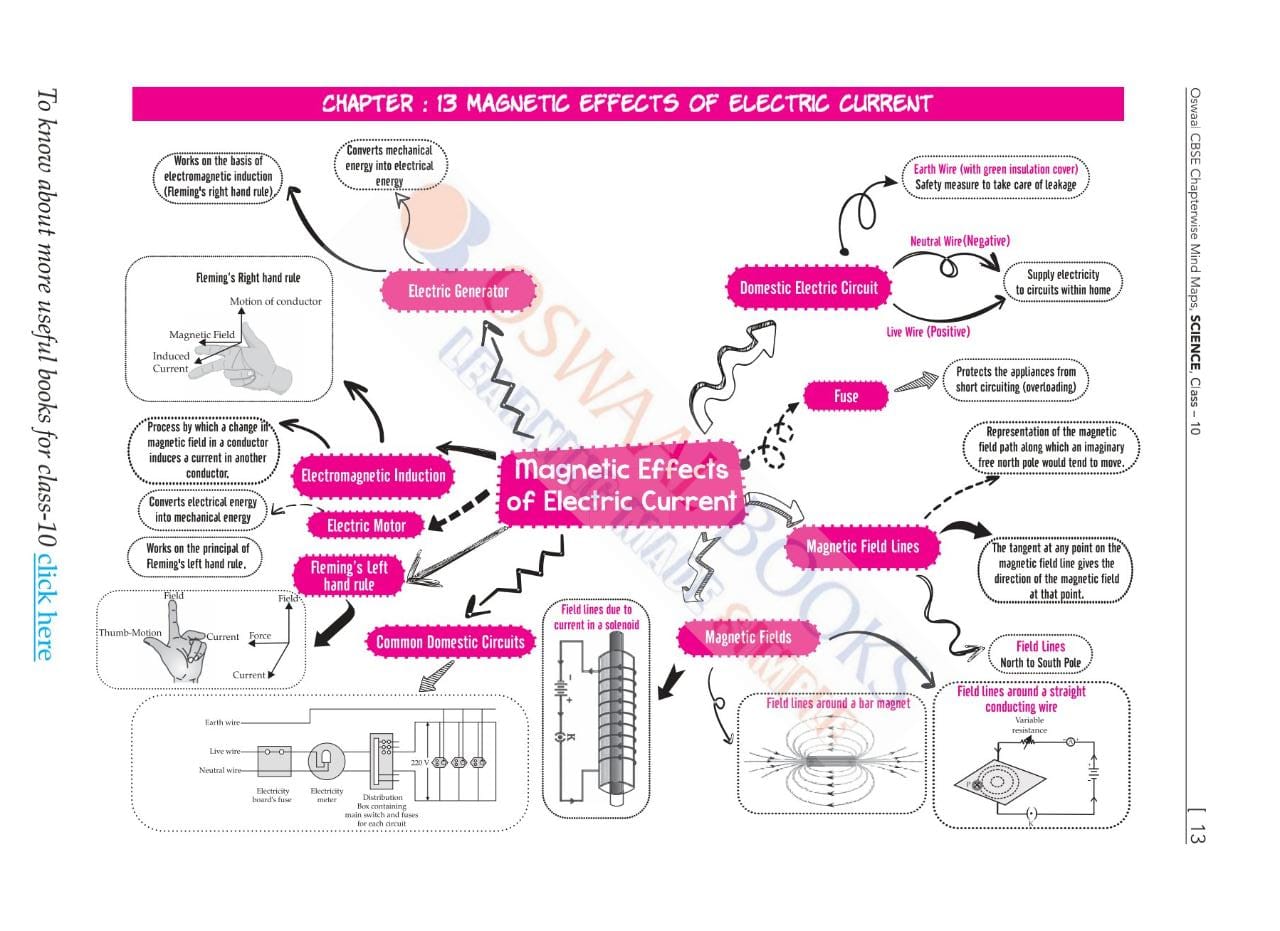 CHAPTER : 13 MAGNETIC EFFECTS OF ELECTRIC CURRENT
Works on the basis of
electromagnetic induction
(Fleming's right hand rule)
Converts mechanical
energy into electrical
energy
Electric Generator
Fleming's Right hand rule
Motion of conductor
Magnetic Field
Induced
Current
Process by which a change in
magnetic field in a conductor
induces a current in another
conductor.
Electromagnetic Induction
Converts electrical energy
into mechanical energy
Electric Motor
Works on the principal of
Fleming's left hand rule.
Fleming's Left
hand rule
Field
Thumb-Motion
Current
Field
Force
Current
Common Domestic Circuits
Earth wire
Live wire
Neutral wire
220 V
Electricity
board's fuse
Electricity
meter
Distribution
Box containing
main switch and fuses
for each circuit
Magnetic Effects
of Electric Current
Domestic Electric Circuit
Earth Wire (with green insulation cover)
Safety measure to take care of leakage
Neutral Wire (Negative)
Live Wire (Positive)
Supply electricity
to circuits within home
Fuse
Protects the appliances from
short circuiting (overloading)
Magnetic Field Lines
Representation of the magnetic
field path along which an imaginary
free north pole would tend to move.
The tangent at any point on the
magnetic field line gives the
direction of the magnetic field
at that point.
Field Lines
North to South Pole
Magnetic Fields
Field lines due to
current in a solenoid
–
+
K
Field lines around a bar magnet
Field lines around a straight
conducting wire
Variable
resistance
A
P
K
OSWAAL BOOKS
LEARNING MADE SIMPLE
To know about more useful books for class-10 click here
Oswaal CBSE Chapterwise Mind Maps, SCIENCE, Class – 10
[ 13